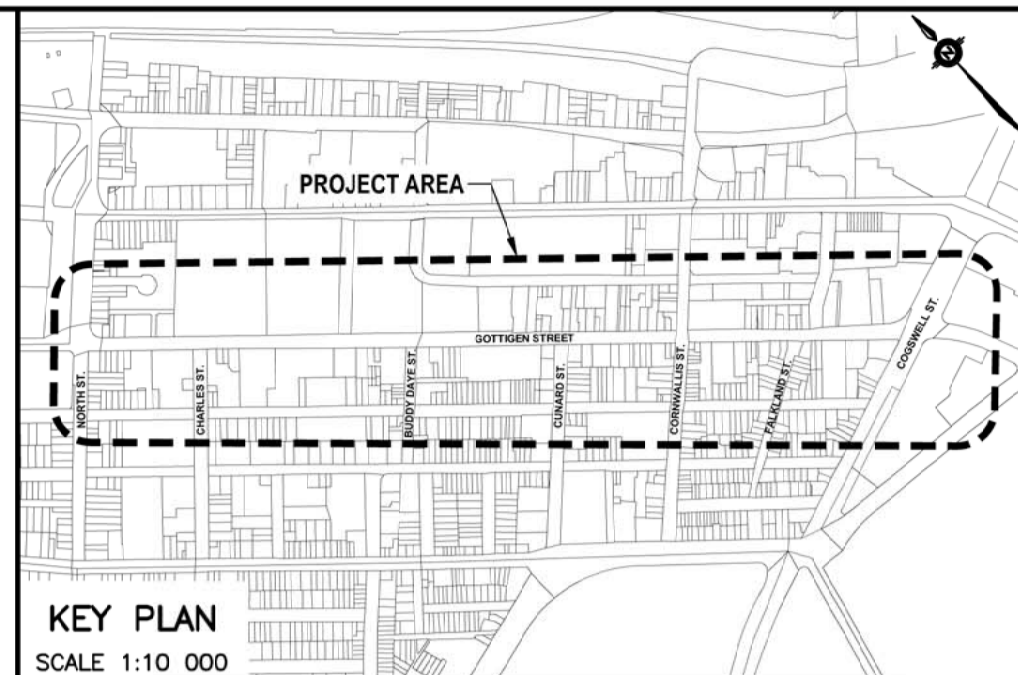 N
PROJECT AREA
GOTTIGEN STREET
NORTH ST.
CHARLES ST.
BUDDY DAYE ST.
CUNARD ST.
CORNWALLIS ST.
FALKLAND ST.
COGSWELL ST.
KEY PLAN
SCALE 1:10 000